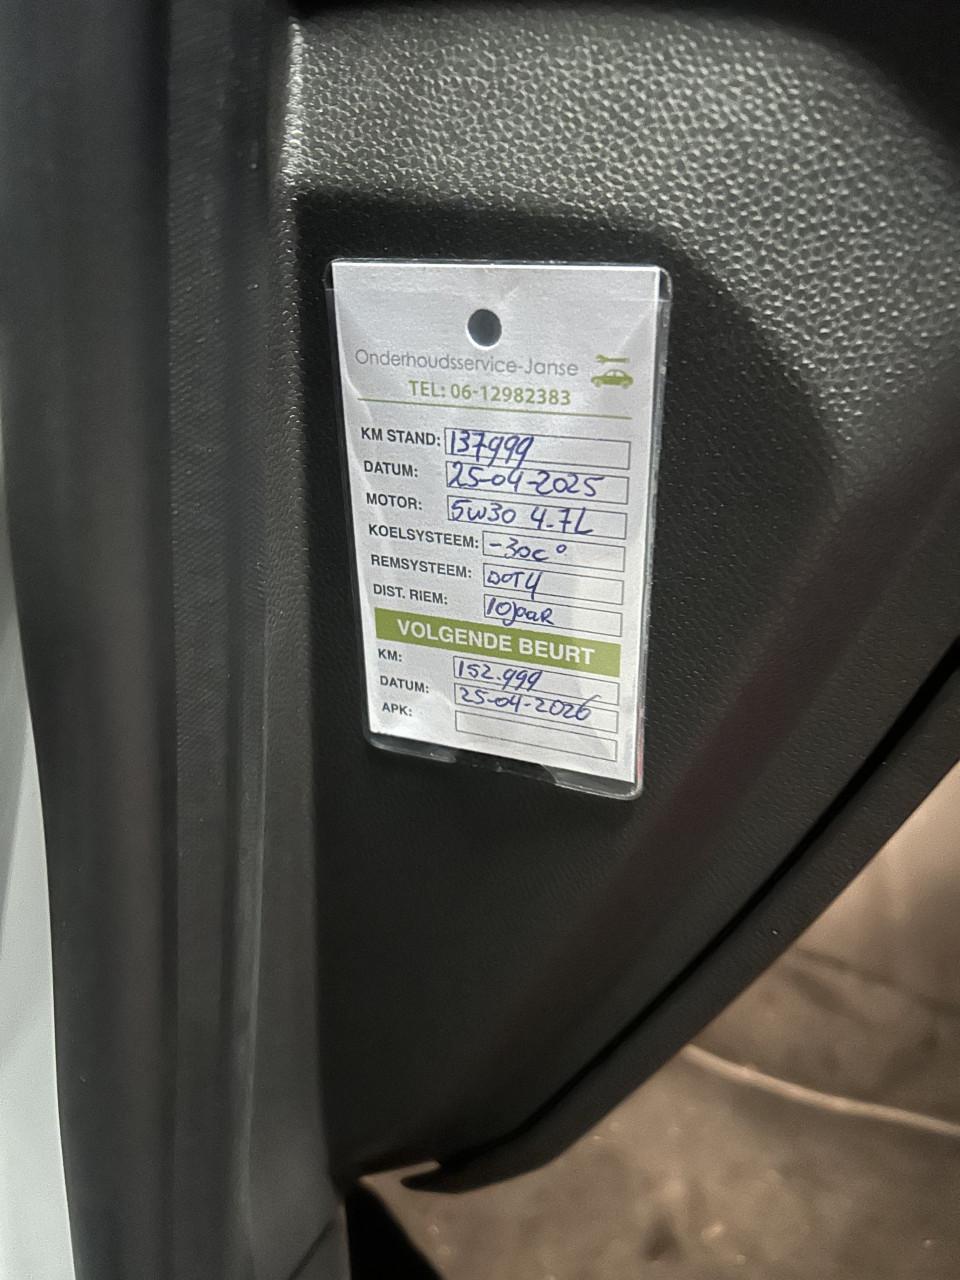 Onderhoudsservice-Janse
TEL: 06-12982383
KM STAND: 137999
DATUM: 25-04-2025
MOTOR: 5w30 4.7L
KOELSYSTEEM: -30c°
REMSYSTEEM: DOT4
DIST. RIEM: 10jaaR
VOLGENDE BEURT
KM: 152.999
DATUM: 25-04-2026
APK: